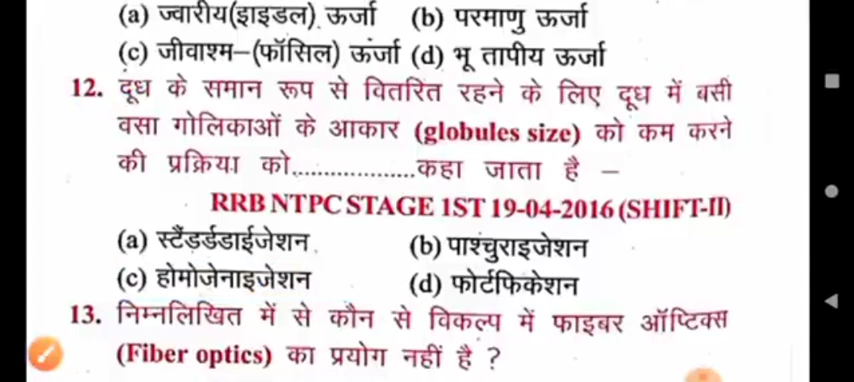 (a) ज्वारीय(इाइडल) ऊर्जा (b) परमाणु ऊर्जा
(c) जीवाश्म–(फॉसिल) ऊर्जा (d) भू तापीय ऊर्जा
12. दूध के समान रूप से वितरित रहने के लिए दूध में बसी
वसा गोलिकाओं के आकार (globules size) को कम करने
की प्रक्रिया को..................कहा जाता है –
RRB NTPC STAGE 1ST 19-04-2016 (SHIFT-II)
(a) स्टैंडर्डडाईजेशन (b) पाश्चुराइजेशन
(c) होमोजेनाइजेशन (d) फोर्टफिकेशन
13. निम्नलिखित में से कौन से विकल्प में फाइबर ऑप्टिक्स
(Fiber optics) का प्रयोग नहीं है ?